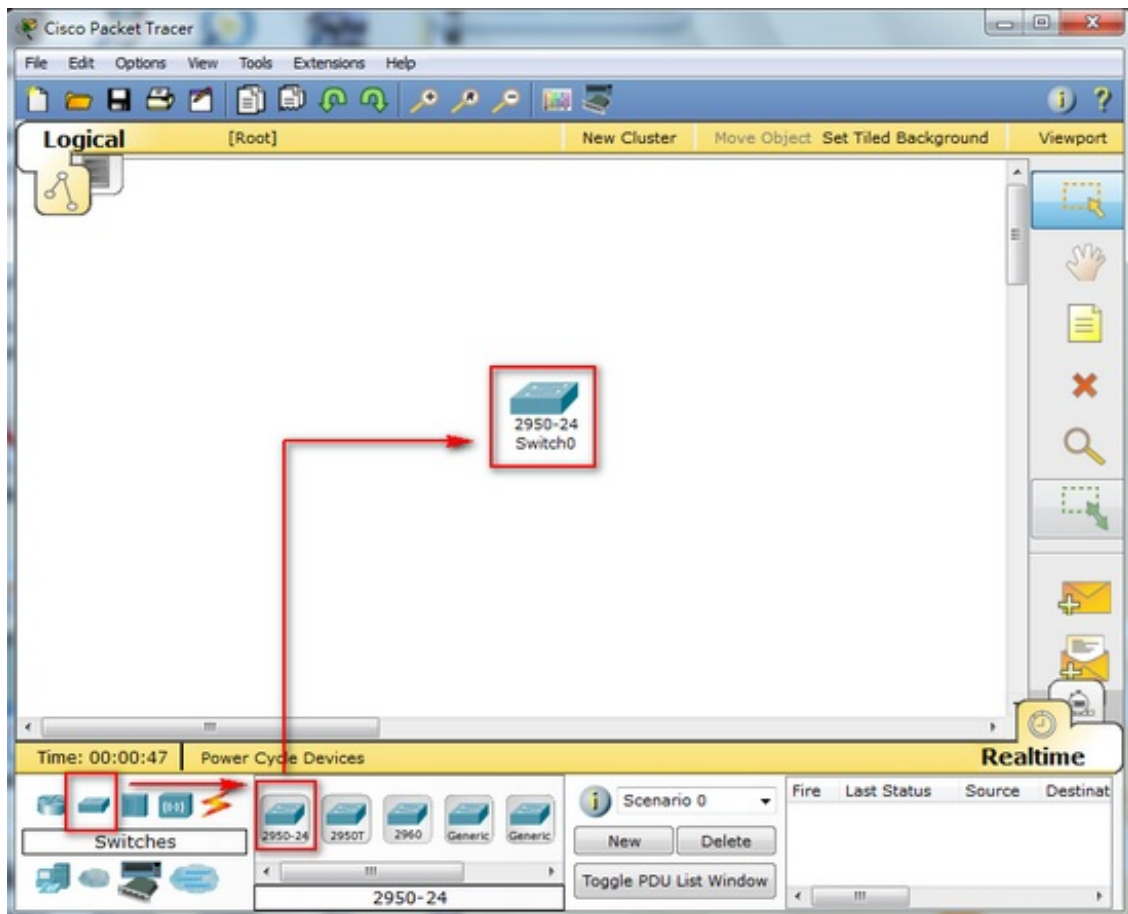 Cisco Packet Tracer
File Edit Options View Tools Extensions Help
Logical [Root] New Cluster Move Object Set Tiled Background Viewport
2950-24
Switch0
Time: 00:00:47 Power Cycle Devices Realtime
Switches
2950-24 2950T 2960 Generic Generic
2950-24
Scenario 0
New Delete
Toggle PDU List Window
Fire Last Status Source Destinat